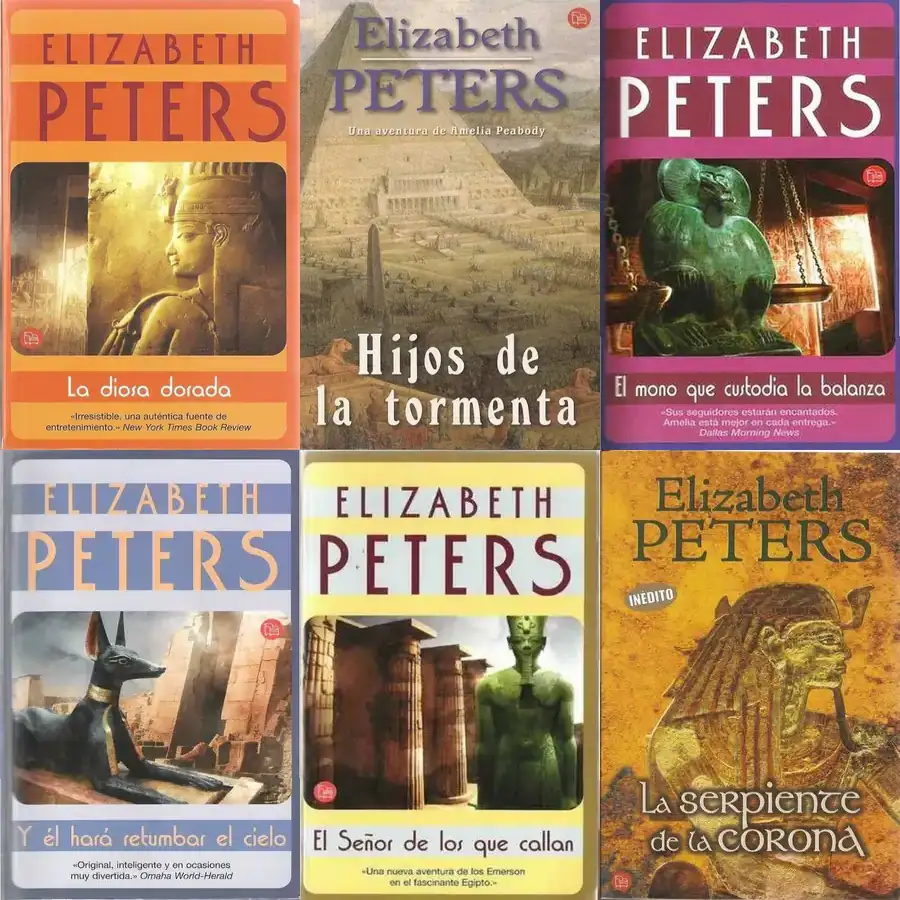 ELIZABETH
PETERS
La diosa dorada
«Irresistible, una auténtica fuente de
entretenimiento.» New York Times Book Review
Elizabeth
PETERS
Una aventura de Amelia Peabody
Hijos de
la tormenta
ELIZABETH
PETERS
El mono que custodia la balanza
«Sus seguidores estarán encantados.
Amelia está mejor en cada entrega.»
Dallas Morning News
ELIZABETH
PETERS
Y él hará retumbar el cielo
«Original, inteligente y en ocasiones
muy divertida.» Omaha World-Herald
ELIZABETH
PETERS
El Señor de los que callan
«Una nueva aventura de los Emerson
en el fascinante Egipto.»
Elizabeth
PETERS
INÉDITO
La serpiente
de la corona